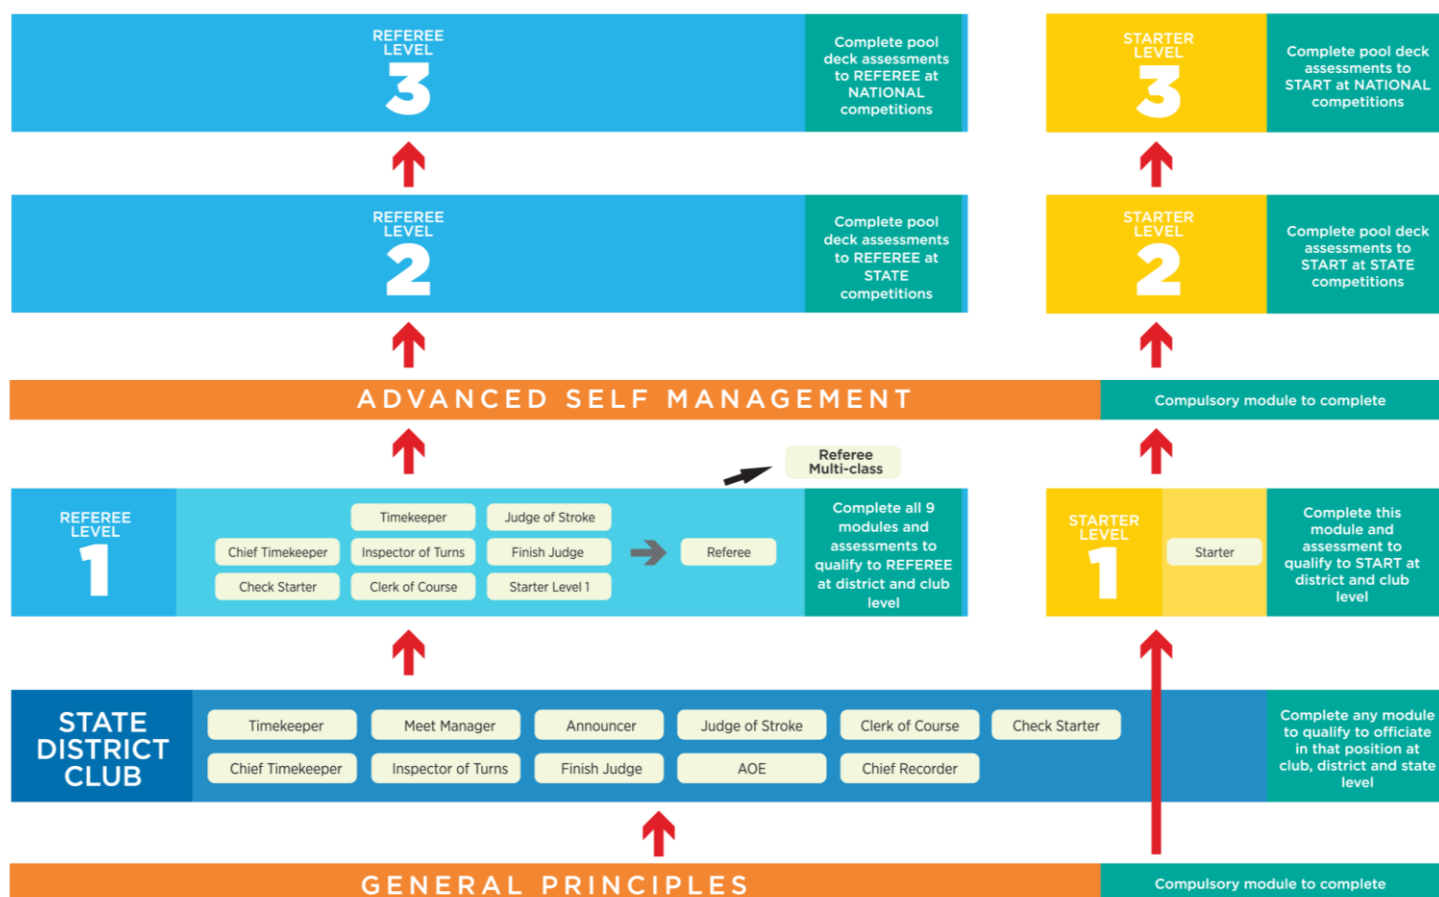 REFEREE
LEVEL
3
Complete pool
deck assessments
to REFEREE at
NATIONAL
competitions
STARTER
LEVEL
3
Complete pool deck
assessments to
START at NATIONAL
competitions
REFEREE
LEVEL
2
Complete pool
deck assessments
to REFEREE at
STATE
competitions
STARTER
LEVEL
2
Complete pool deck
assessments to
START at STATE
competitions
ADVANCED SELF MANAGEMENT
Compulsory module to complete
Referee
Multi-class
REFEREE
LEVEL
1
Timekeeper
Judge of Stroke
Chief Timekeeper
Inspector of Turns
Finish Judge
Referee
Check Starter
Clerk of Course
Starter Level 1
Complete all 9
modules and
assessments to
qualify to REFEREE
at district and club
level
STARTER
LEVEL
1
Starter
Complete this
module and
assessment to
qualify to START at
district and club
level
STATE
DISTRICT
CLUB
Timekeeper
Meet Manager
Announcer
Judge of Stroke
Clerk of Course
Check Starter
Chief Timekeeper
Inspector of Turns
Finish Judge
AOE
Chief Recorder
Complete any module
to qualify to officiate
in that position at
club, district and state
level
GENERAL PRINCIPLES
Compulsory module to complete